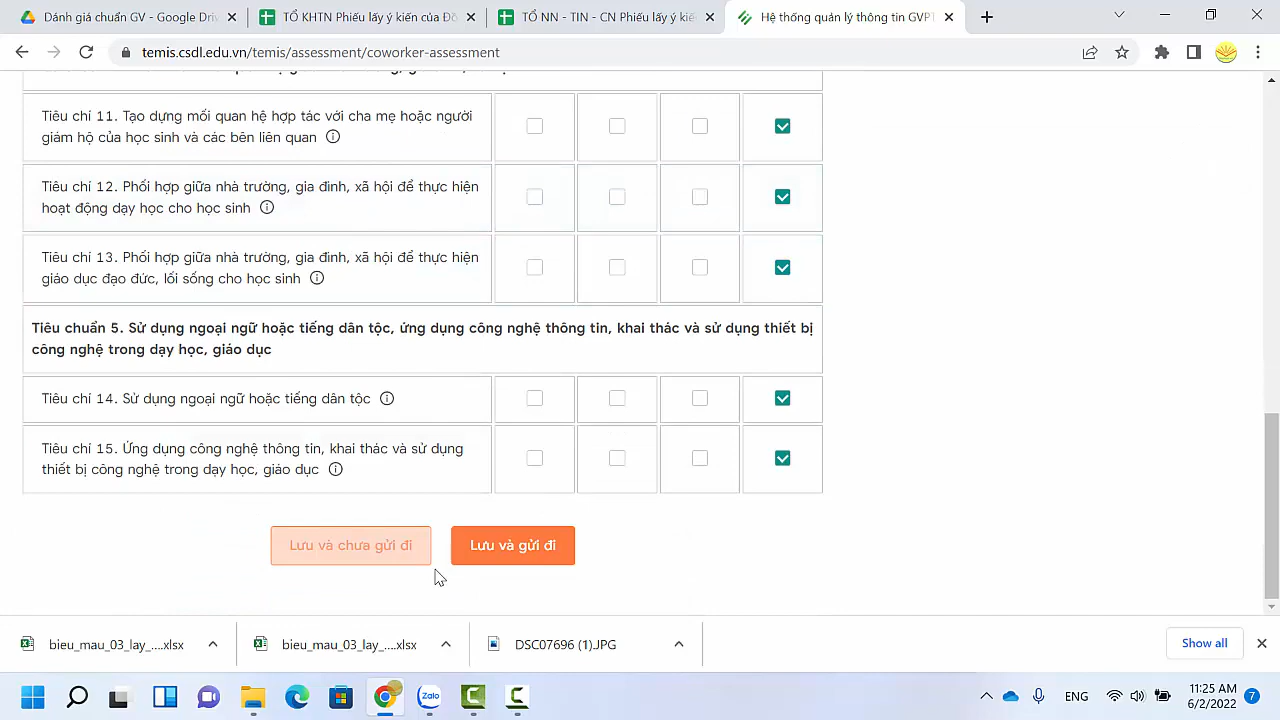 Đánh giá chuẩn GV - Google Dri
TỔ KHTN Phiếu lấy ý kiến của Đ
TỔ NN - TIN - CN Phiếu lấy ý ki
Hệ thống quản lý thông tin GVPT
temis.csdl.edu.vn/temis/assessment/coworker-assessment
Tiêu chí 11. Tạo dựng mối quan hệ hợp tác với cha mẹ hoặc người
giám hộ của học sinh và các bên liên quan
Tiêu chí 12. Phối hợp giữa nhà trường, gia đình, xã hội để thực hiện
hoạt động dạy học cho học sinh
Tiêu chí 13. Phối hợp giữa nhà trường, gia đình, xã hội để thực hiện
giáo dục đạo đức, lối sống cho học sinh
Tiêu chuẩn 5. Sử dụng ngoại ngữ hoặc tiếng dân tộc, ứng dụng công nghệ thông tin, khai thác và sử dụng thiết bị
công nghệ trong dạy học, giáo dục
Tiêu chí 14. Sử dụng ngoại ngữ hoặc tiếng dân tộc
Tiêu chí 15. Ứng dụng công nghệ thông tin, khai thác và sử dụng
thiết bị công nghệ trong dạy học, giáo dục
Lưu và chưa gửi đi
Lưu và gửi đi
bieu_mau_03_lay_....xlsx
bieu_mau_03_lay_....xlsx
DSC07696 (1).JPG
Show all
Zalo
ENG
11:25 AM
6/2/2022
7